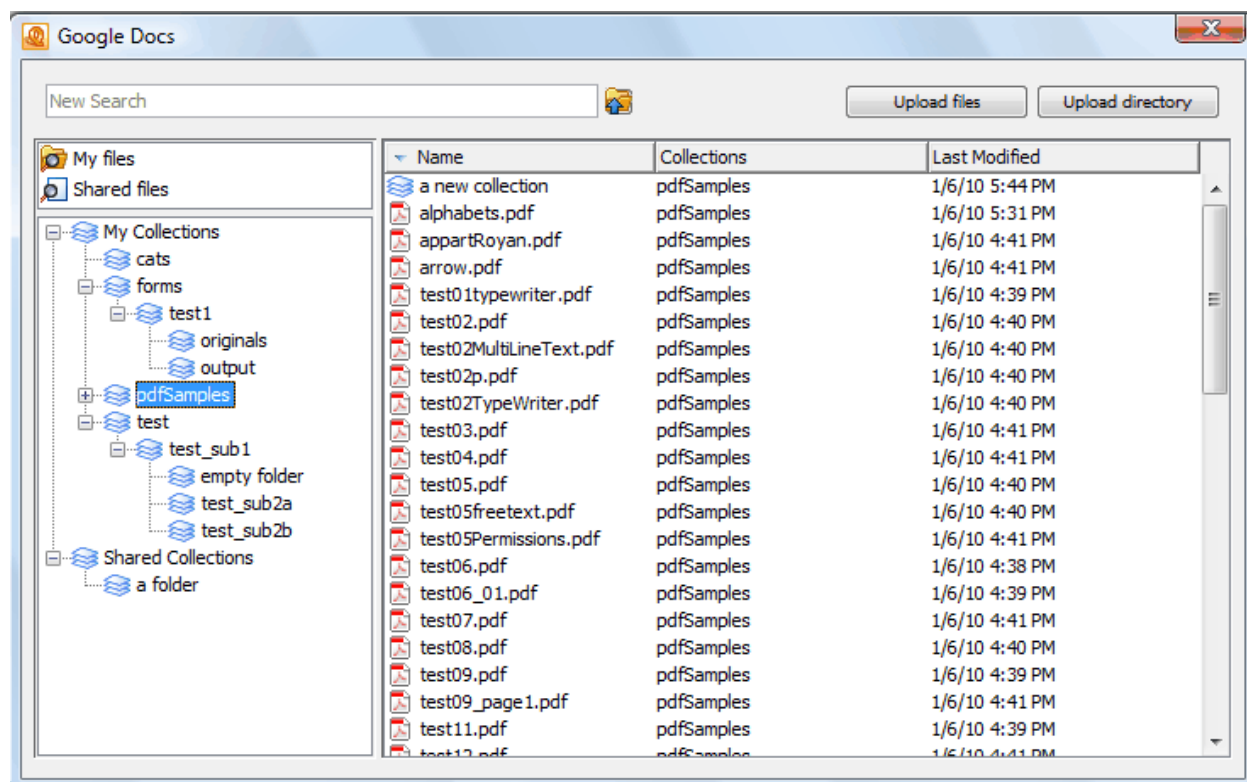 Google Docs
New Search
Upload files
Upload directory
My files
Shared files
My Collections
cats
forms
test1
originals
output
pdfSamples
test
test_sub1
empty folder
test_sub2a
test_sub2b
Shared Collections
a folder
Name Collections Last Modified
a new collection pdfSamples 1/6/10 5:44 PM
alphabets.pdf pdfSamples 1/6/10 5:31 PM
appartRoyan.pdf pdfSamples 1/6/10 4:41 PM
arrow.pdf pdfSamples 1/6/10 4:41 PM
test01typewriter.pdf pdfSamples 1/6/10 4:39 PM
test02.pdf pdfSamples 1/6/10 4:40 PM
test02MultiLineText.pdf pdfSamples 1/6/10 4:40 PM
test02p.pdf pdfSamples 1/6/10 4:40 PM
test02TypeWriter.pdf pdfSamples 1/6/10 4:40 PM
test03.pdf pdfSamples 1/6/10 4:41 PM
test04.pdf pdfSamples 1/6/10 4:41 PM
test05.pdf pdfSamples 1/6/10 4:40 PM
test05freetext.pdf pdfSamples 1/6/10 4:40 PM
test05Permissions.pdf pdfSamples 1/6/10 4:41 PM
test06.pdf pdfSamples 1/6/10 4:38 PM
test06_01.pdf pdfSamples 1/6/10 4:39 PM
test07.pdf pdfSamples 1/6/10 4:41 PM
test08.pdf pdfSamples 1/6/10 4:40 PM
test09.pdf pdfSamples 1/6/10 4:39 PM
test09_page1.pdf pdfSamples 1/6/10 4:41 PM
test11.pdf pdfSamples 1/6/10 4:39 PM
test12.pdf pdfSamples 1/6/10 4:41 PM